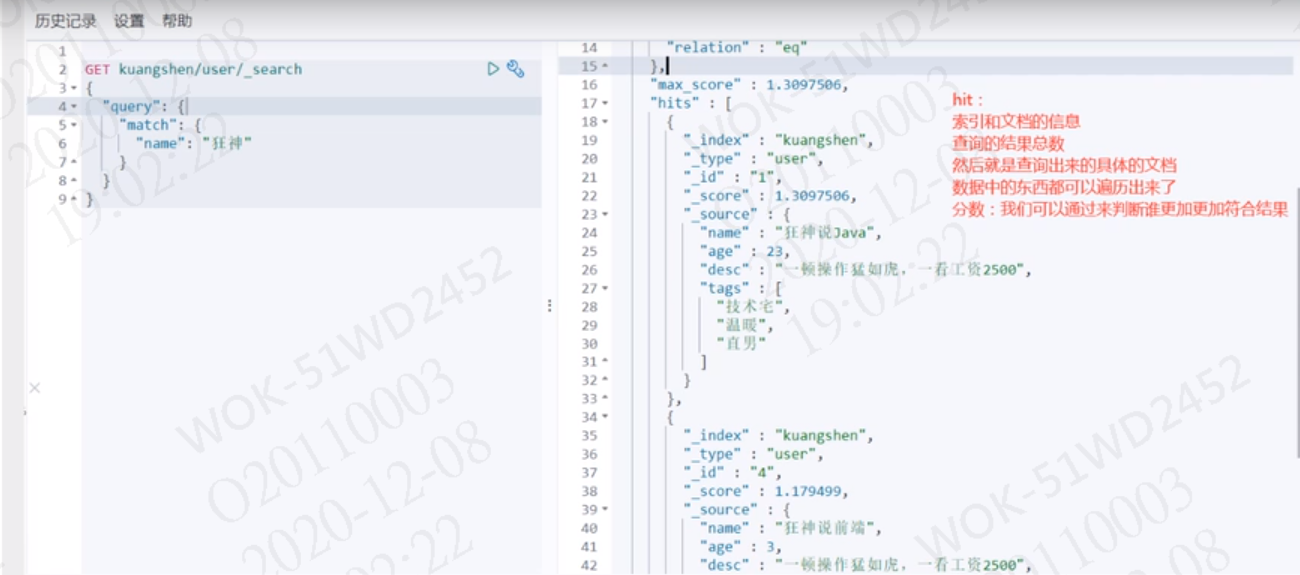 历史记录 设置 帮助
1
2 GET kuangshen/user/_search
3 {
4 "query": {
5 "match": {
6 "name": "狂神"
7 }
8 }
9 }
14 "relation" : "eq"
15 },
16 "max_score" : 1.3097506,
17 "hits" : [
18 {
19 "_index" : "kuangshen",
20 "_type" : "user",
21 "_id" : "1",
22 "_score" : 1.3097506,
23 "_source" : {
24 "name" : "狂神说Java",
25 "age" : 23,
26 "desc" : "一顿操作猛如虎，一看工资2500",
27 "tags" : [
28 "技术宅",
29 "温暖",
30 "直男"
31 ]
32 }
33 },
34 {
35 "_index" : "kuangshen",
36 "_type" : "user",
37 "_id" : "4",
38 "_score" : 1.179499,
39 "_source" : {
40 "name" : "狂神说前端",
41 "age" : 3,
42 "desc" : "一顿操作猛如虎，一看工资2500",
hit：
索引和文档的信息
查询的结果总数
然后就是查询出来的具体的文档
数据中的东西都可以遍历出来了
分数：我们可以通过来判断谁更加更加符合结果
WOK-51WD2452
O20110003
2020-12-08
19:02:22